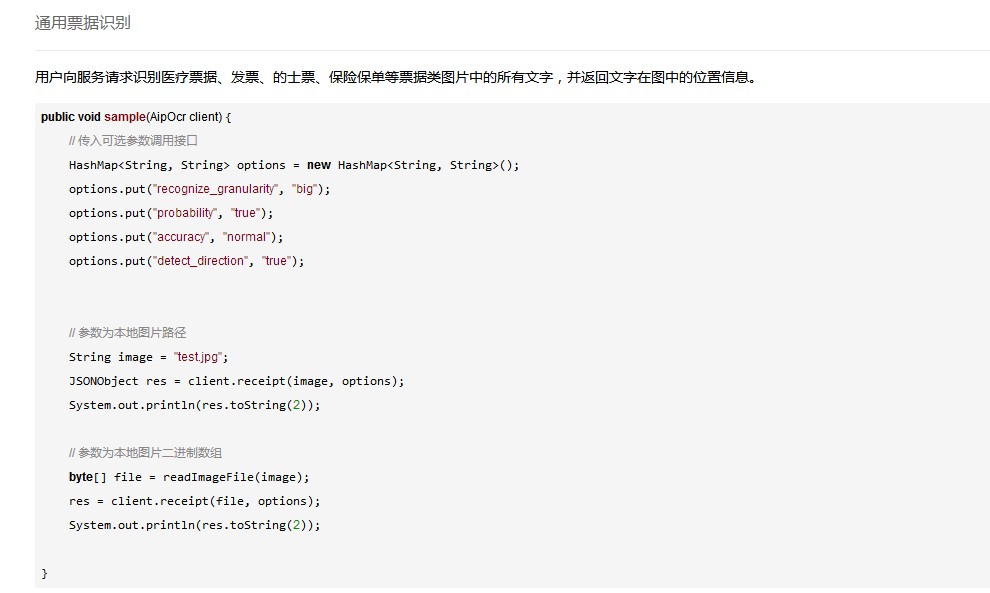 通用票据识别
用户向服务请求识别医疗票据、发票、的士票、保险保单等票据类图片中的所有文字，并返回文字在图中的位置信息。
public void sample(AipOcr client) {
// 传入可选参数调用接口
HashMap<String, String> options = new HashMap<String, String>();
options.put("recognize_granularity", "big");
options.put("probability", "true");
options.put("accuracy", "normal");
options.put("detect_direction", "true");
// 参数为本地图片路径
String image = "test.jpg";
JSONObject res = client.receipt(image, options);
System.out.println(res.toString(2));
// 参数为本地图片二进制数组
byte[] file = readImageFile(image);
res = client.receipt(file, options);
System.out.println(res.toString(2));
}